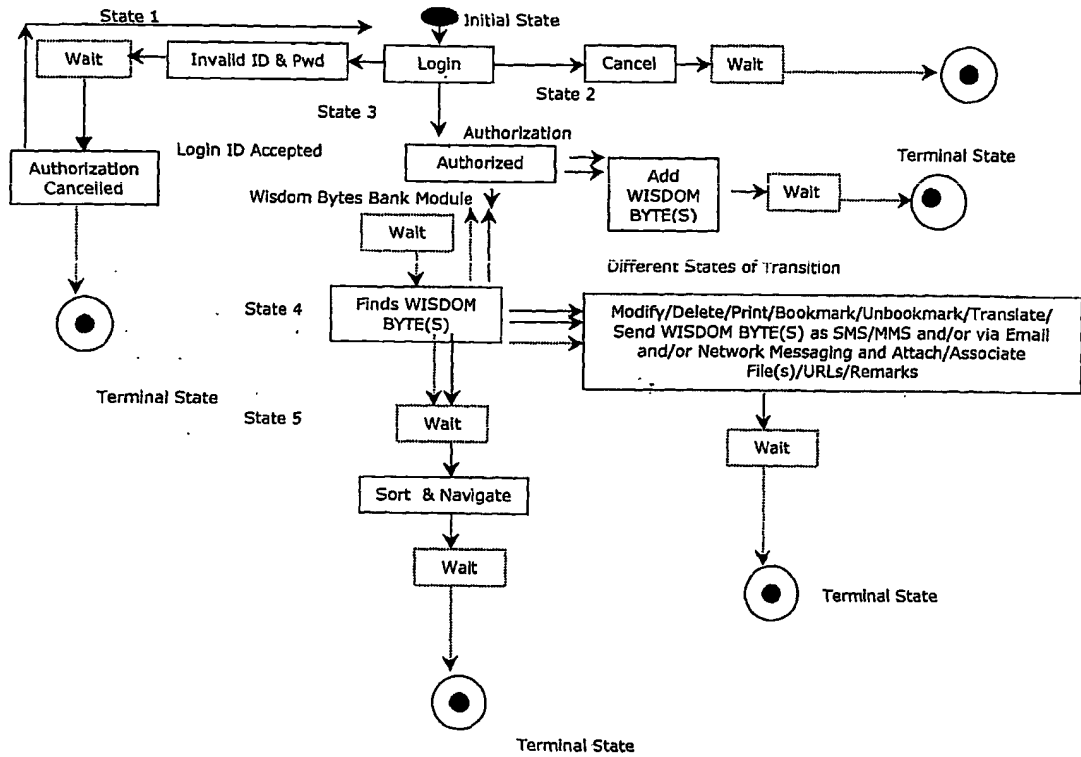 State 1
Initial State
Wait
Invalid ID & Pwd
Login
Cancel
Wait
State 2
State 3
Authorization
Login ID Accepted
Authorized
Terminal State
Authorization
Cancelled
Add
WISDOM
BYTE(S)
Wait
Wisdom Bytes Bank Module
Wait
Different States of Transition
State 4
Finds WISDOM
BYTE(S)
Modify/Delete/Print/Bookmark/Unbookmark/Translate/
Send WISDOM BYTE(S) as SMS/MMS and/or via Email
and/or Network Messaging and Attach/Associate
File(s)/URLs/Remarks
Terminal State
State 5
Wait
Wait
Sort & Navigate
Wait
Terminal State
Terminal State